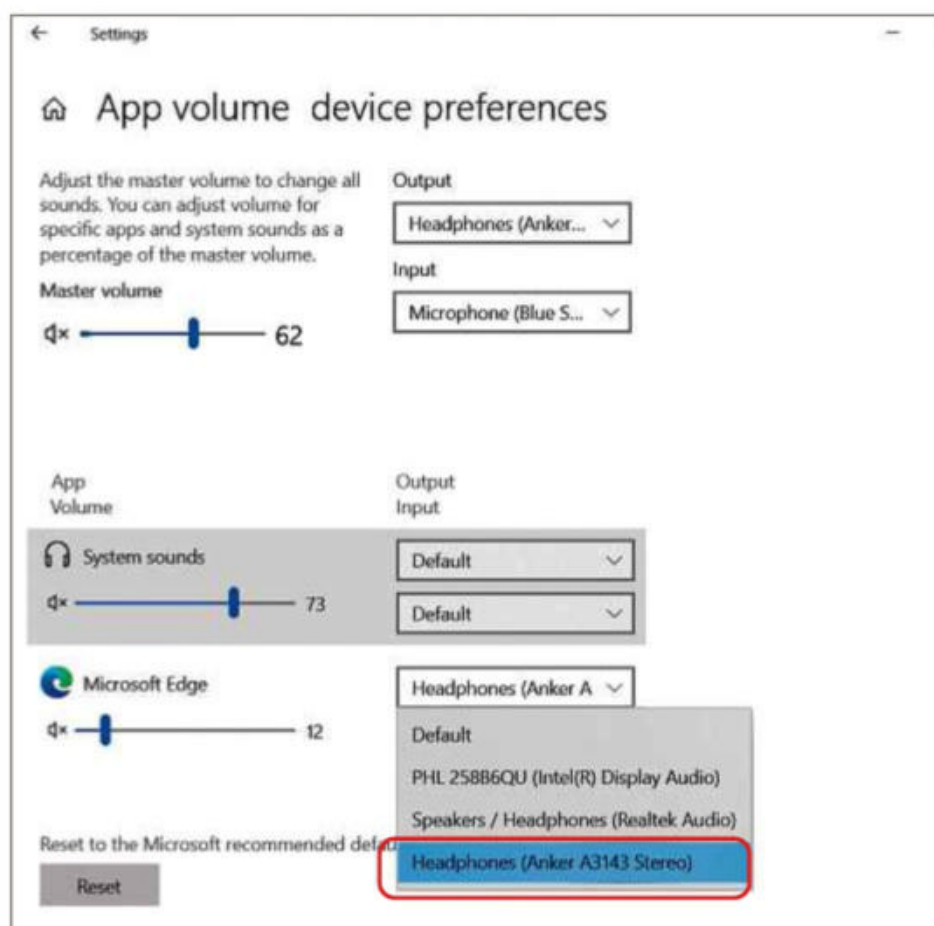 Settings
App volume device preferences
Adjust the master volume to change all
sounds. You can adjust volume for
specific apps and system sounds as a
percentage of the master volume.
Master volume
62
Output
Headphones (Anker...
Input
Microphone (Blue S...
App
Volume
Output
Input
System sounds
73
Default
Default
Microsoft Edge
12
Headphones (Anker A
Default
PHL 258B6QU (Intel(R) Display Audio)
Speakers / Headphones (Realtek Audio)
Headphones (Anker A3143 Stereo)
Reset to the Microsoft recommended defau
Reset